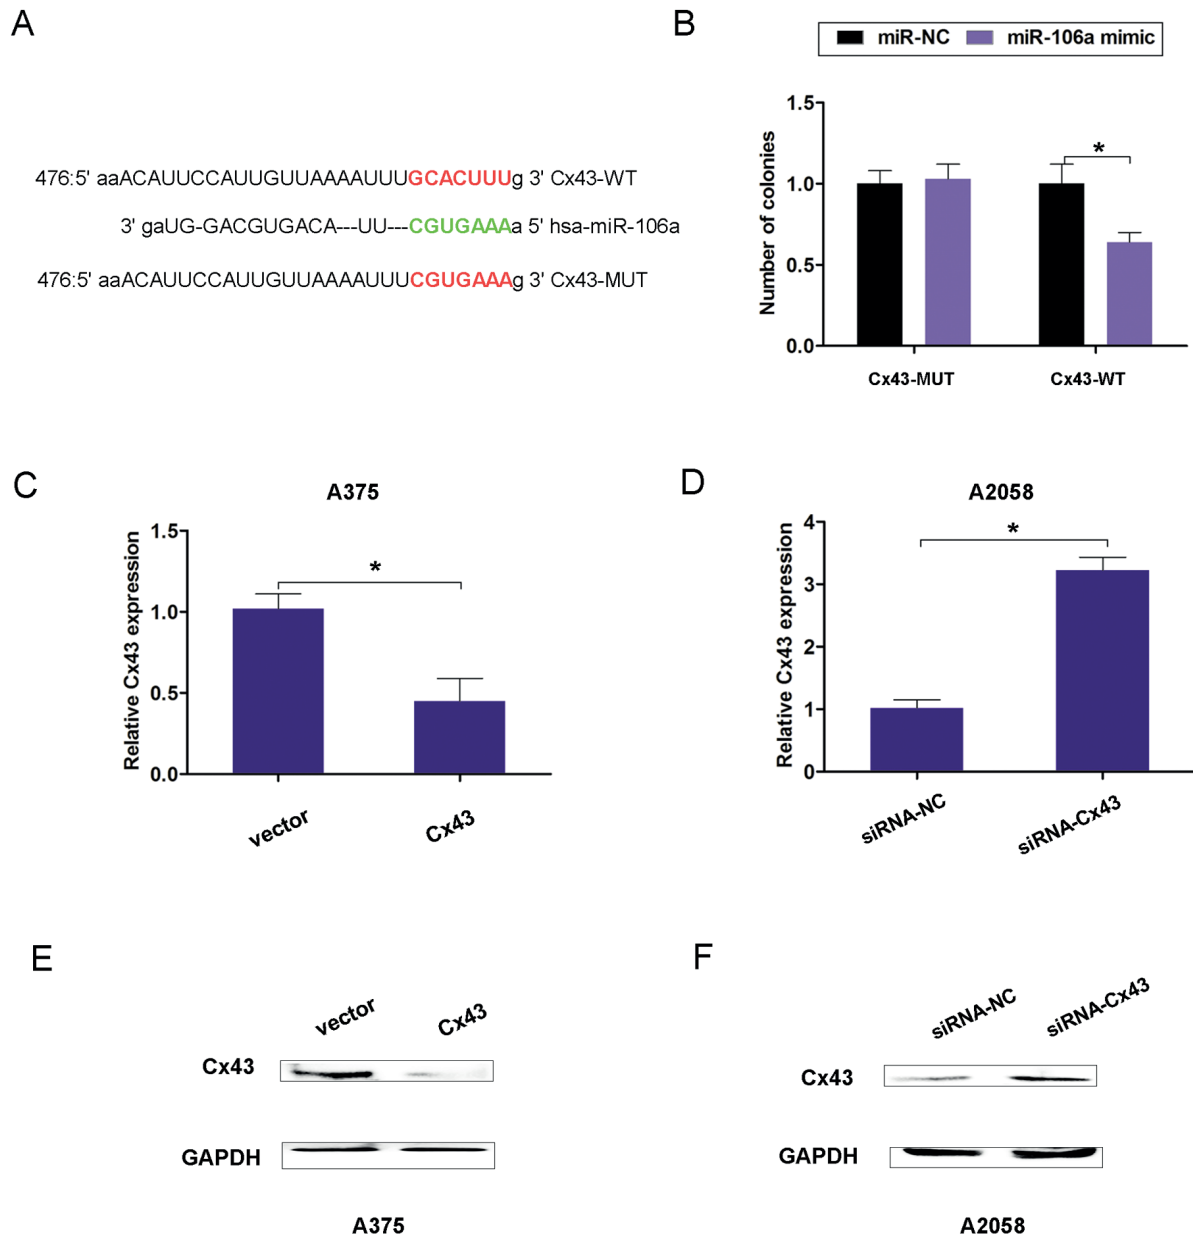 A
476:5' aaACAUUCCAUUGUUAAAAUUUGCACUUUg 3' Cx43-WT
3' gaUG-GACGUGACA---UU---CGUGAAAa 5' hsa-miR-106a
476:5' aaACAUUCCAUUGUUAAAAUUUCGUGAAAg 3' Cx43-MUT
B
miR-NC miR-106a mimic
Number of colonies
1.5
1.0
0.5
0.0
*
Cx43-MUT Cx43-WT
C
A375
Relative Cx43 expression
1.5
1.0
0.5
0.0
*
vector Cx43
D
A2058
Relative Cx43 expression
4
3
2
1
0
*
siRNA-NC siRNA-Cx43
E
vector Cx43
Cx43
GAPDH
A375
F
siRNA-NC siRNA-Cx43
Cx43
GAPDH
A2058